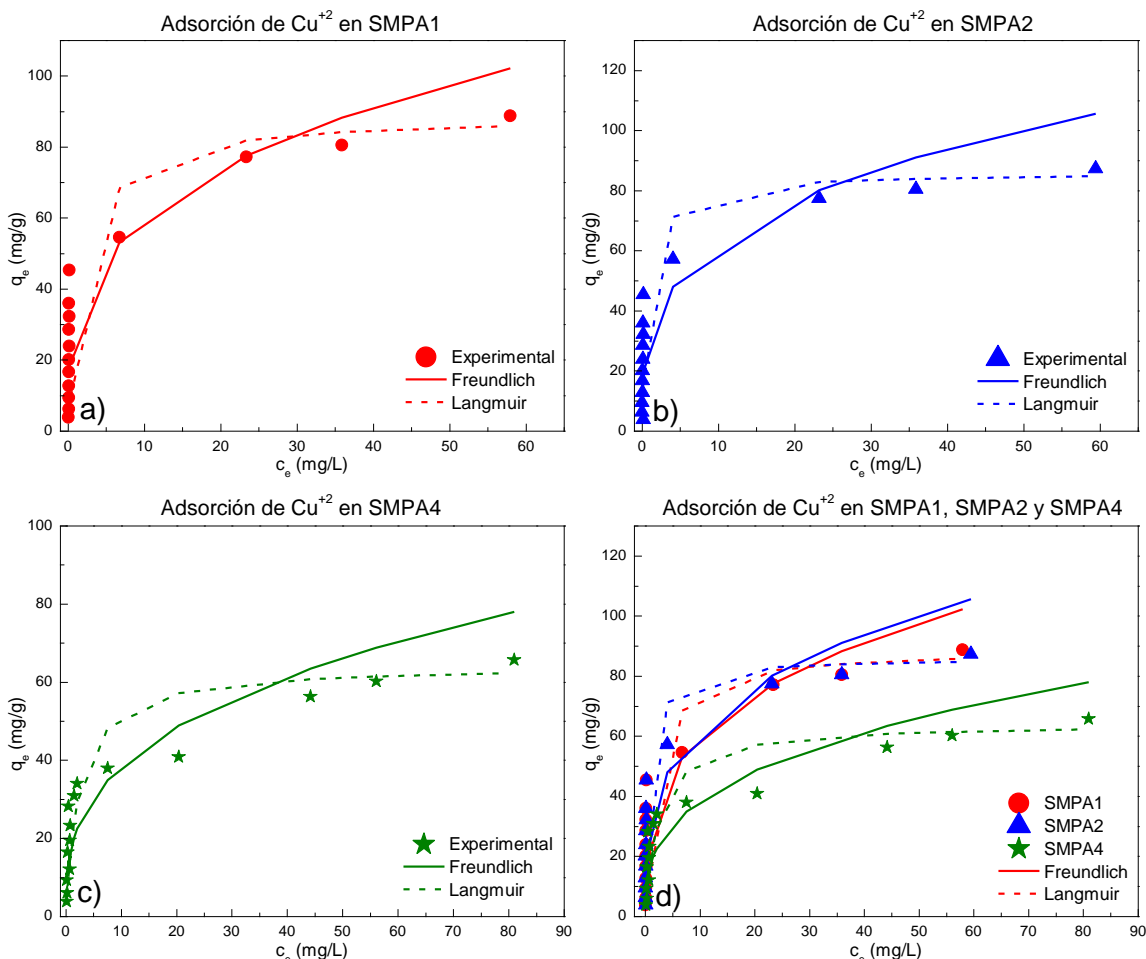 Adsorción de Cu+2 en SMPA1
100
80
60
40
20
0
qe (mg/g)
Experimental
Freundlich
Langmuir
a)
0 10 20 30 40 50 60
ce (mg/L)
Adsorción de Cu+2 en SMPA2
120
100
80
60
40
20
0
qe (mg/g)
Experimental
Freundlich
Langmuir
b)
0 10 20 30 40 50 60
ce (mg/L)
Adsorción de Cu+2 en SMPA4
100
80
60
40
20
0
qe (mg/g)
Experimental
Freundlich
Langmuir
c)
0 10 20 30 40 50 60 70 80 90
ce (mg/L)
Adsorción de Cu+2 en SMPA1, SMPA2 y SMPA4
120
100
80
60
40
20
0
qe (mg/g)
SMPA1
SMPA2
SMPA4
Freundlich
Langmuir
d)
0 10 20 30 40 50 60 70 80 90
ce (mg/L)